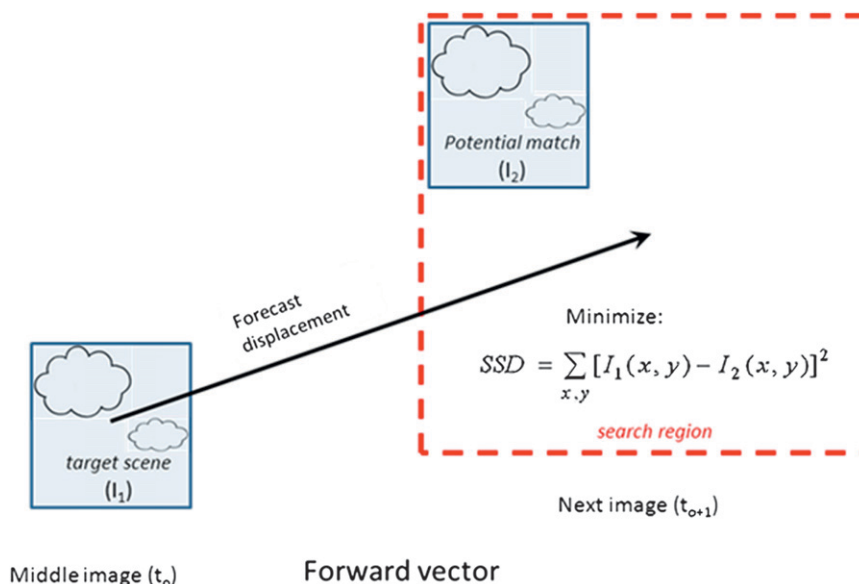 Potential match
(I₂)
Forecast
displacement
Minimize:
SSD = ∑ [I₁(x, y) − I₂(x, y)]²
x,y
search region
target scene
(I₁)
Next image (tₒ₊₁)
Middle image (tₒ)
Forward vector